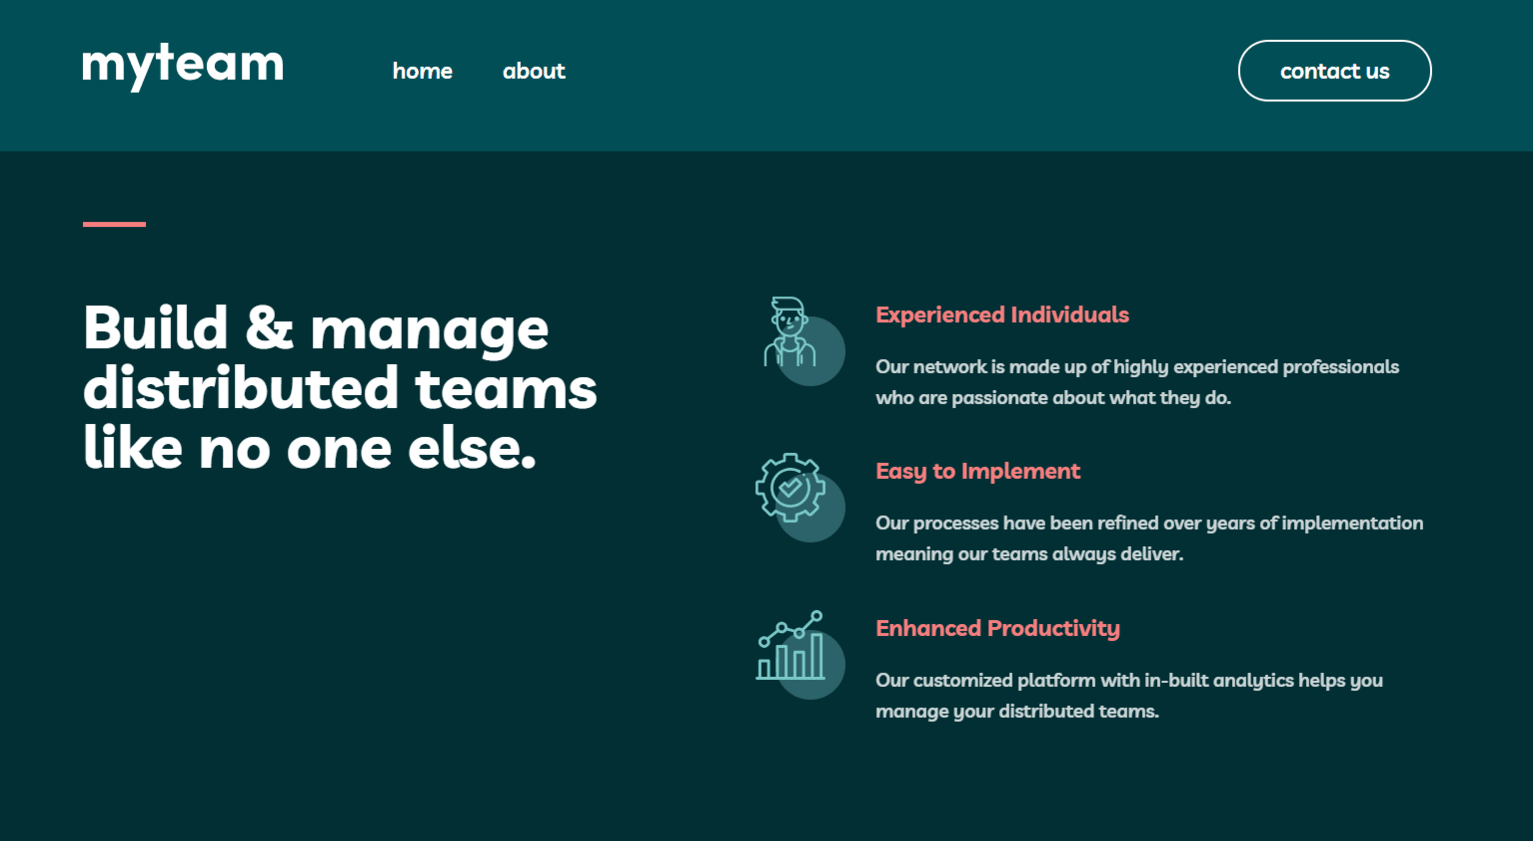 myteam
home
about
contact us
Build & manage
distributed teams
like no one else.
Experienced Individuals
Our network is made up of highly experienced professionals
who are passionate about what they do.
Easy to Implement
Our processes have been refined over years of implementation
meaning our teams always deliver.
Enhanced Productivity
Our customized platform with in-built analytics helps you
manage your distributed teams.